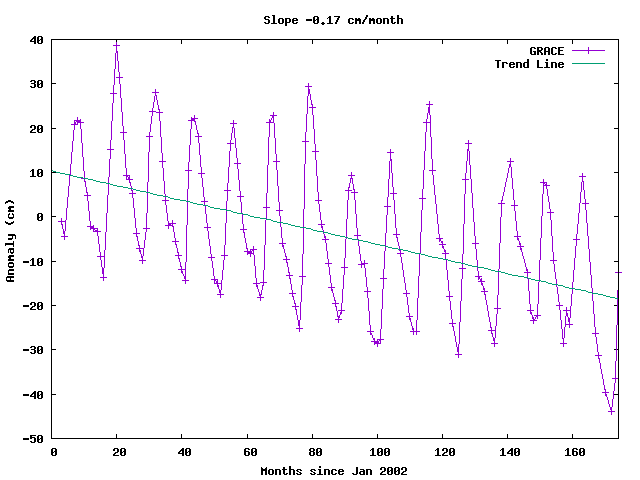 Slope -0.17 cm/month
GRACE
Trend Line
40
30
20
10
0
-10
-20
-30
-40
-50
Anomaly (cm)
0 20 40 60 80 100 120 140 160
Months since Jan 2002